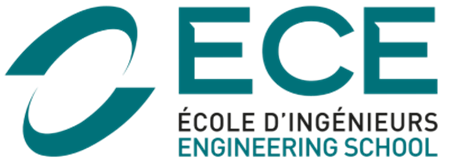 ECE
ÉCOLE D'INGÉNIEURS
ENGINEERING SCHOOL